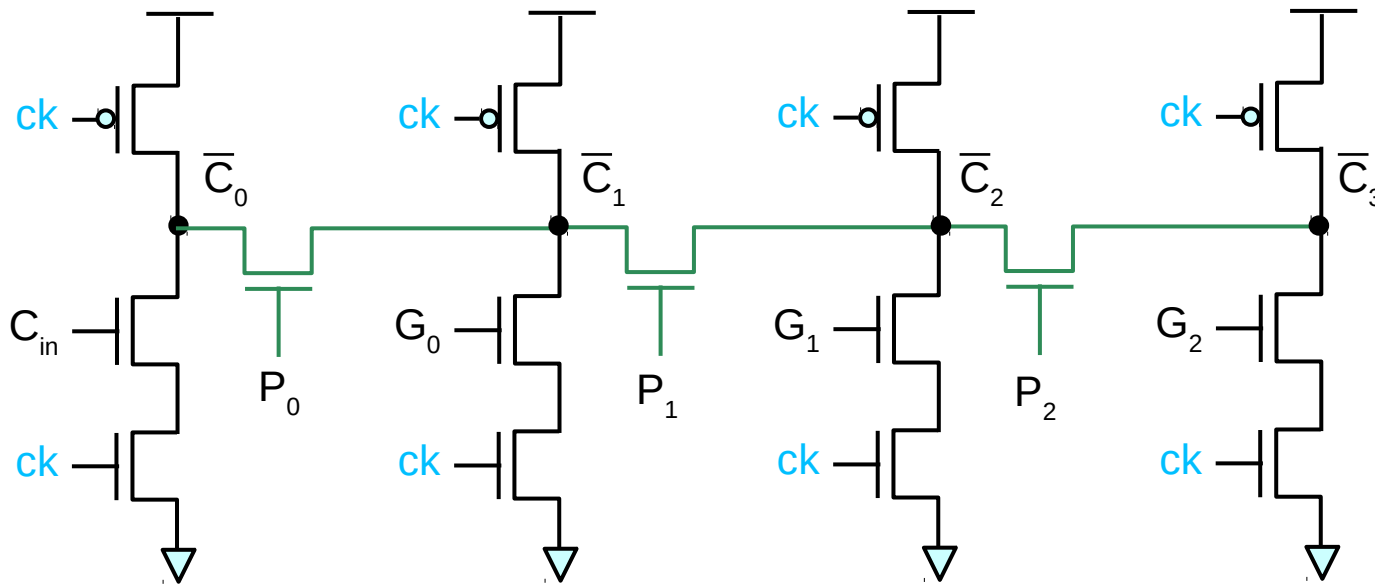 ck ck ck ck
C̅₀ C̅₁ C̅₂ C̅₃
Cᵢₙ G₀ G₁ G₂
P₀ P₁ P₂
ck ck ck ck